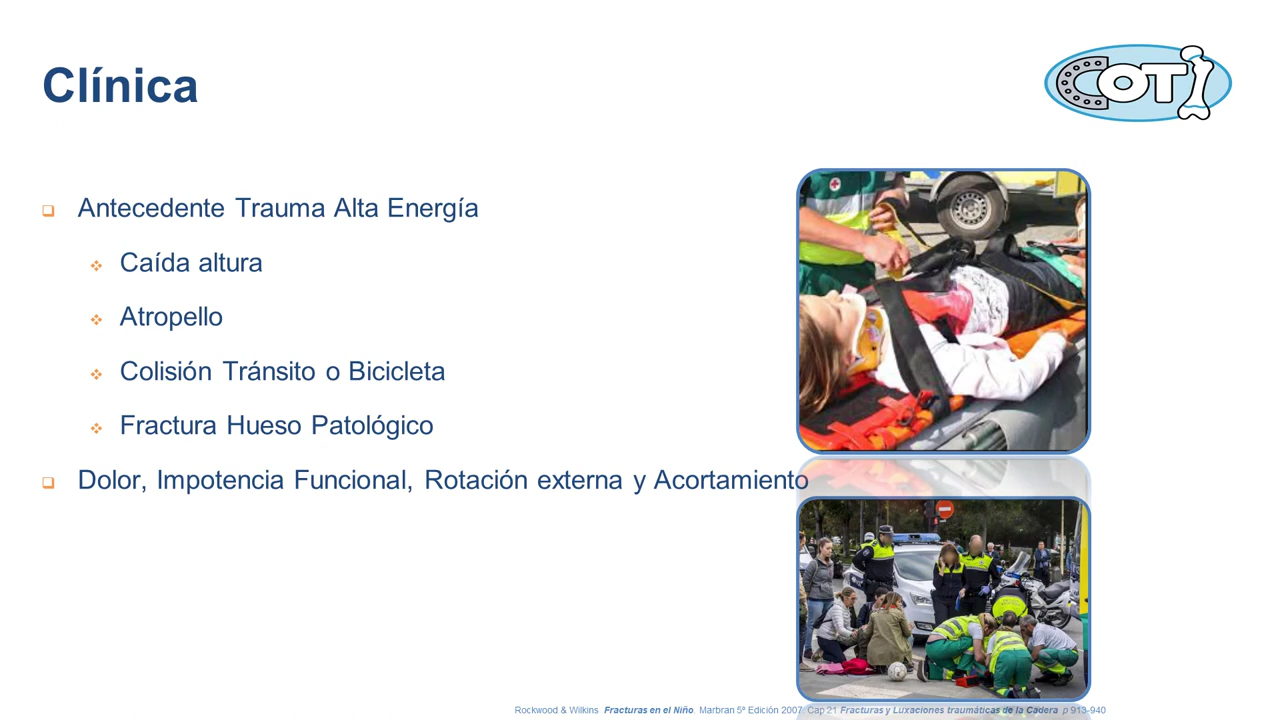 Clínica
COTI
Antecedente Trauma Alta Energía
Caída altura
Atropello
Colisión Tránsito o Bicicleta
Fractura Hueso Patológico
Dolor, Impotencia Funcional, Rotación externa y Acortamiento
Rockwood & Wilkins Fracturas en el Niño. Marbran 5ª Edición 2007. Cap 21 Fracturas y Luxaciones traumáticas de la Cadera p 913-940